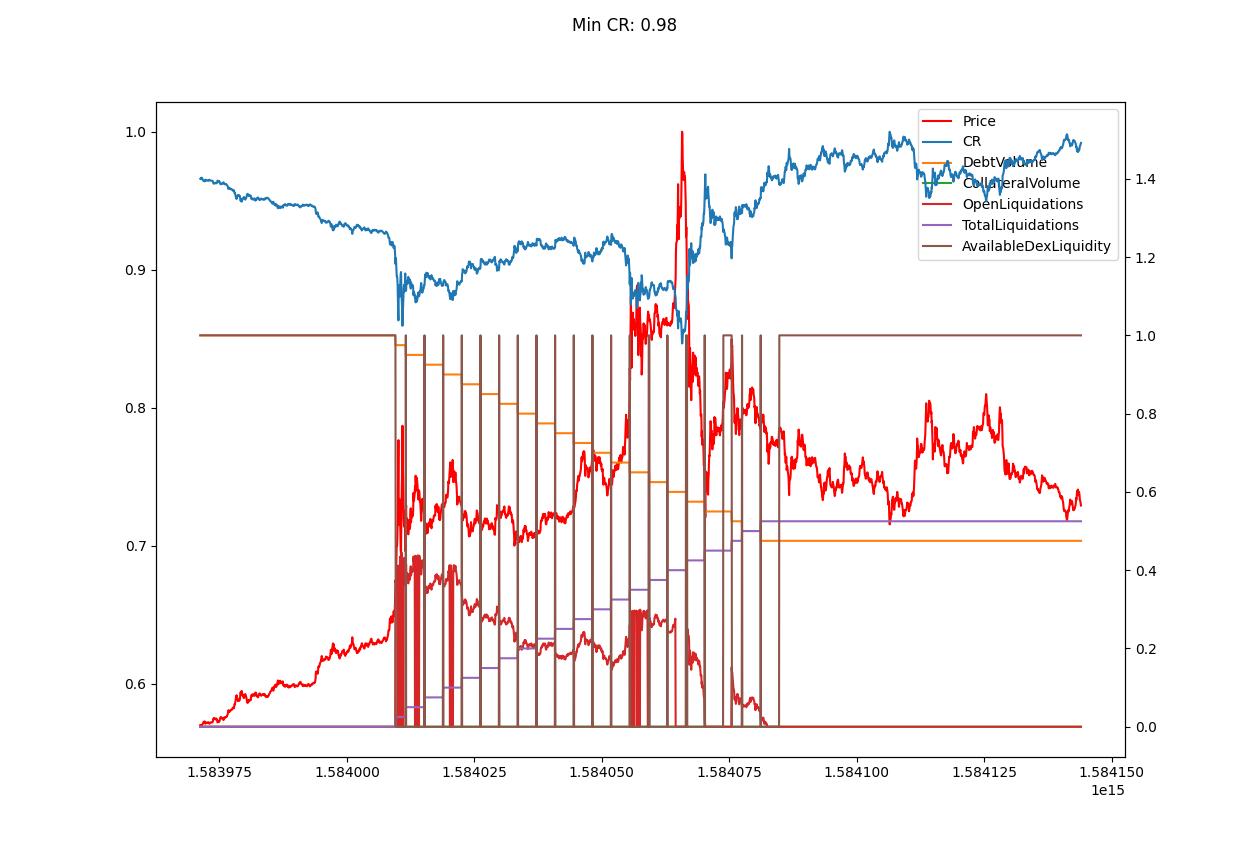 Min CR: 0.98
1.0
0.9
0.8
0.7
0.6
Price
CR
DebtVolume
CollateralVolume
OpenLiquidations
TotalLiquidations
AvailableDexLiquidity
1.4
1.2
1.0
0.8
0.6
0.4
0.2
0.0
1.583975 1.584000 1.584025 1.584050 1.584075 1.584100 1.584125 1.584150
1e15